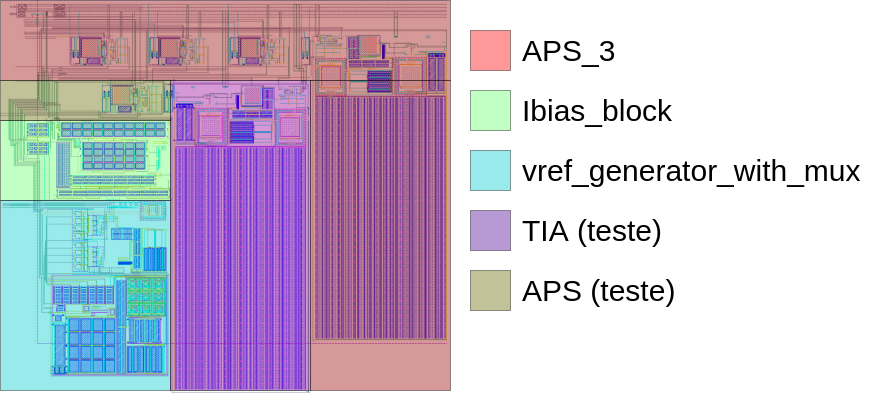 APS_3
Ibias_block
vref_generator_with_mux
TIA (teste)
APS (teste)